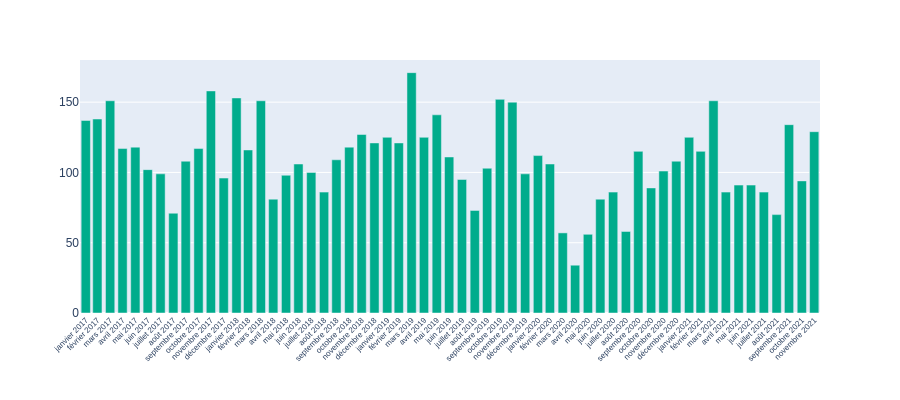 150
100
50
0
janvier 2017
février 2017
mars 2017
avril 2017
mai 2017
juin 2017
juillet 2017
août 2017
septembre 2017
octobre 2017
novembre 2017
décembre 2017
janvier 2018
février 2018
mars 2018
avril 2018
mai 2018
juin 2018
juillet 2018
août 2018
septembre 2018
octobre 2018
novembre 2018
décembre 2018
janvier 2019
février 2019
mars 2019
avril 2019
mai 2019
juin 2019
juillet 2019
août 2019
septembre 2019
octobre 2019
novembre 2019
décembre 2019
janvier 2020
février 2020
mars 2020
avril 2020
mai 2020
juin 2020
juillet 2020
août 2020
septembre 2020
octobre 2020
novembre 2020
décembre 2020
janvier 2021
février 2021
mars 2021
avril 2021
mai 2021
juin 2021
juillet 2021
août 2021
septembre 2021
octobre 2021
novembre 2021